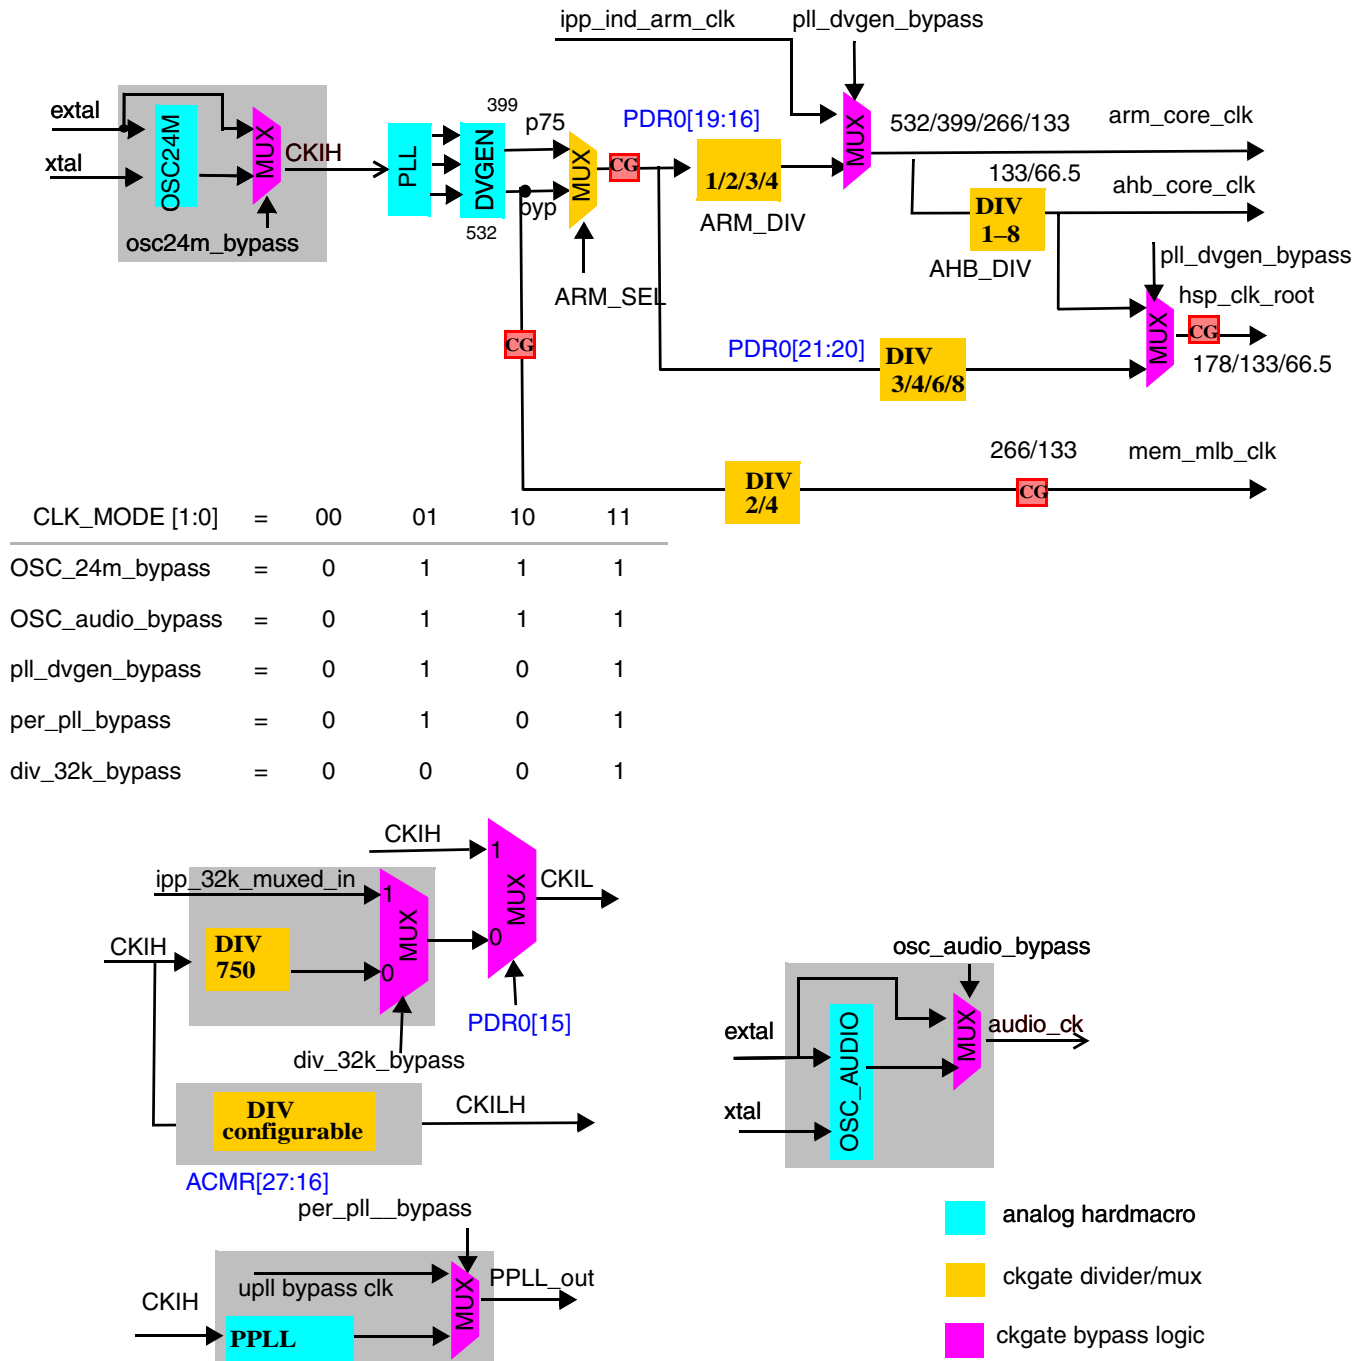 ipp_ind_arm_clk
pll_dvgen_bypass
extal
xtal
OSC24M
MUX
CKIH
osc24m_bypass
PLL
DVGEN
399
532
p75
byp
MUX
ARM_SEL
CG
PDR0[19:16]
1/2/3/4
ARM_DIV
MUX
532/399/266/133
arm_core_clk
133/66.5
ahb_core_clk
DIV
1–8
AHB_DIV
pll_dvgen_bypass
hsp_clk_root
MUX
CG
178/133/66.5
CG
PDR0[21:20]
DIV
3/4/6/8
266/133
mem_mlb_clk
DIV
2/4
CG
CLK_MODE [1:0] = 00 01 10 11
OSC_24m_bypass = 0 1 1 1
OSC_audio_bypass = 0 1 1 1
pll_dvgen_bypass = 0 1 0 1
per_pll_bypass = 0 1 0 1
div_32k_bypass = 0 0 0 1
CKIH
1
MUX
0
CKIL
PDR0[15]
ipp_32k_muxed_in
1
MUX
0
CKIH
DIV
750
div_32k_bypass
DIV
configurable
CKILH
ACMR[27:16]
per_pll__bypass
upll bypass clk
MUX
PPLL_out
CKIH
PPLL
osc_audio_bypass
extal
xtal
OSC_AUDIO
MUX
audio_ck
analog hardmacro
ckgate divider/mux
ckgate bypass logic